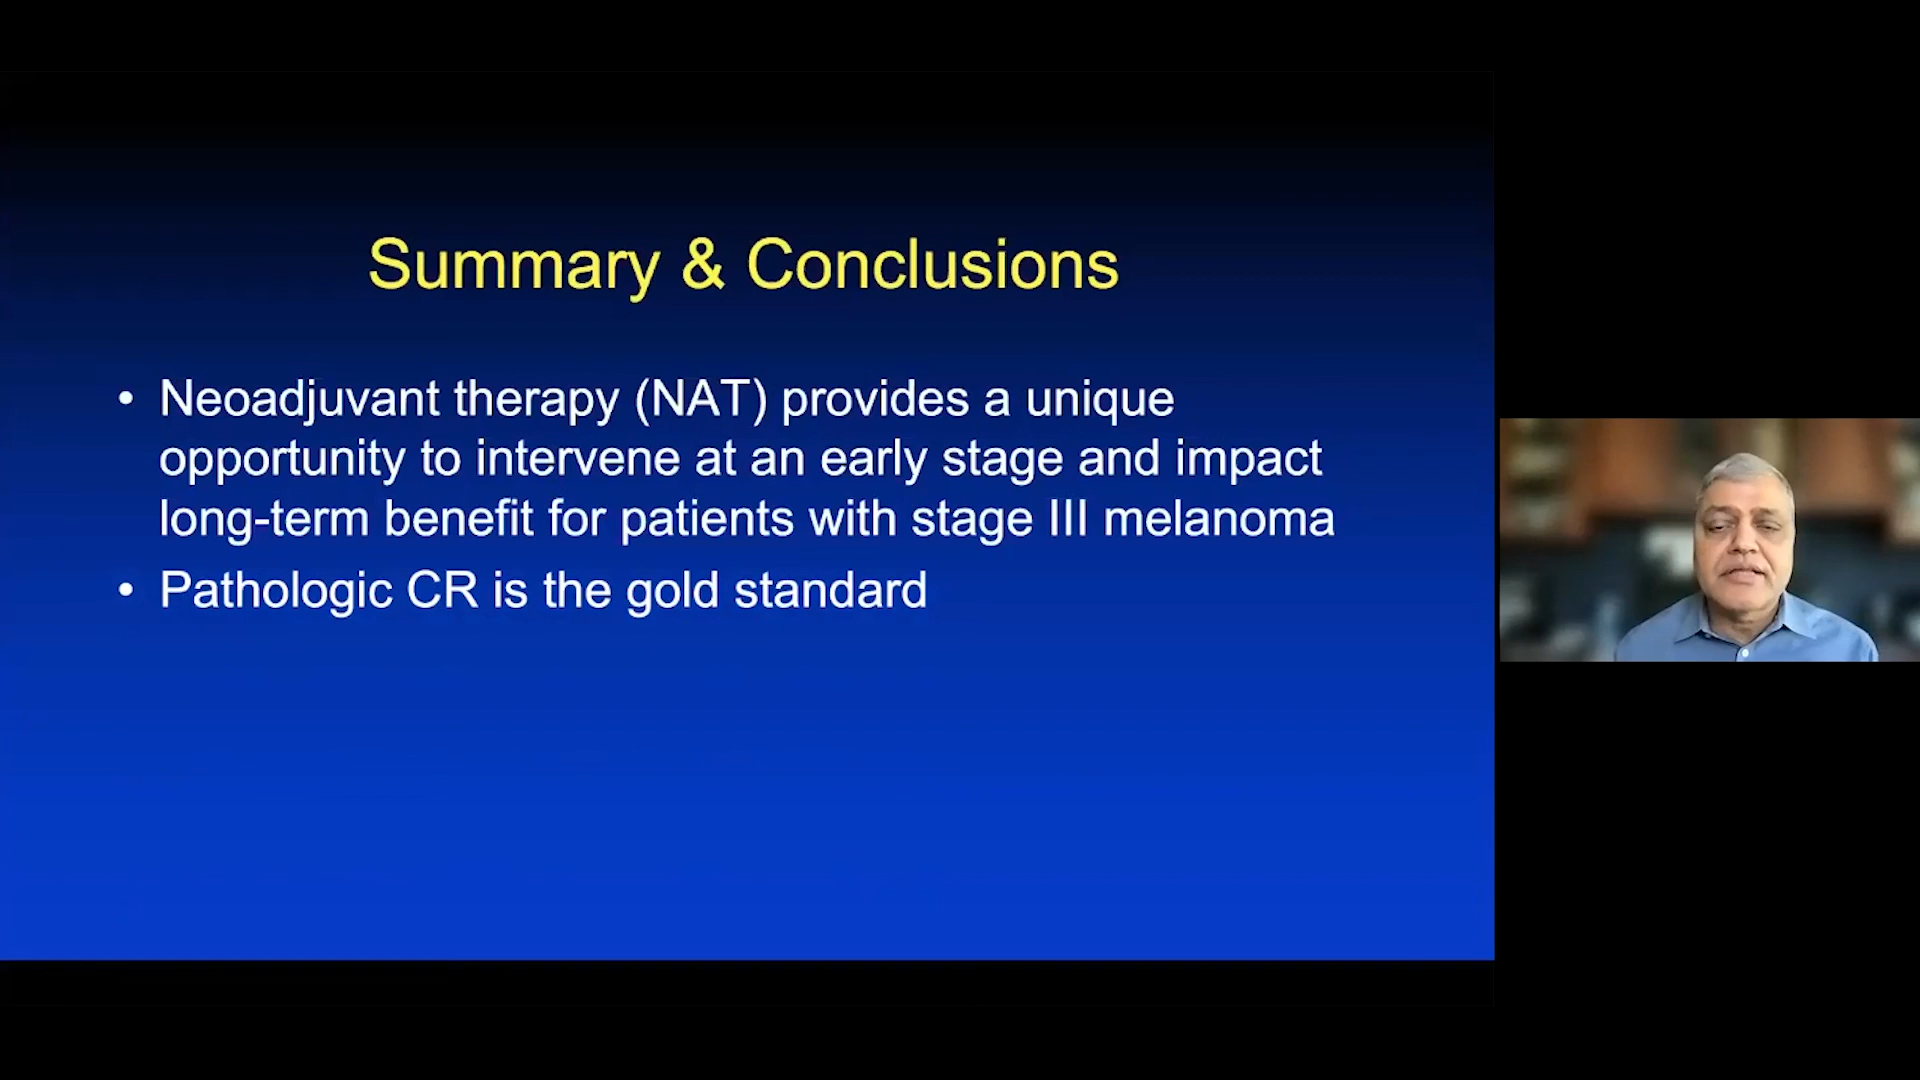 Summary & Conclusions
• Neoadjuvant therapy (NAT) provides a unique
opportunity to intervene at an early stage and impact
long-term benefit for patients with stage III melanoma
• Pathologic CR is the gold standard